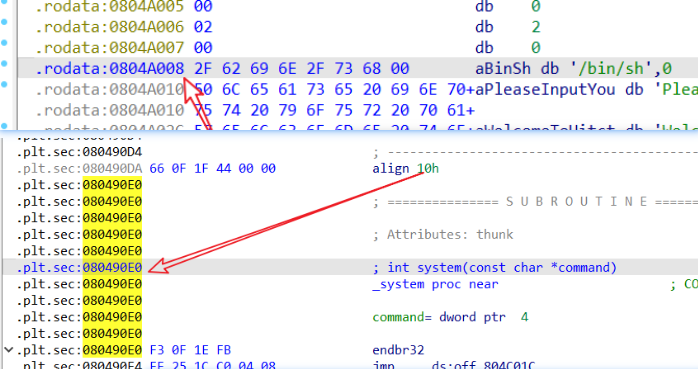 .rodata:0804A005 00 db 0
.rodata:0804A006 02 db 2
.rodata:0804A007 00 db 0
.rodata:0804A008 2F 62 69 6E 2F 73 68 00 aBinSh db '/bin/sh',0
.rodata:0804A010 50 6C 65 61 73 65 20 69 6E 70+aPleaseInputYou db 'Plea
.rodata:0804A010 75 74 20 79 6F 75 72 20 70 61+
.plt.sec:080490D4
.plt.sec:080490D4 ;
.plt.sec:080490DA 66 0F 1F 44 00 00 align 10h
.plt.sec:080490E0
.plt.sec:080490E0 ; =============== S U B R O U T I N E =======
.plt.sec:080490E0
.plt.sec:080490E0 ; Attributes: thunk
.plt.sec:080490E0
.plt.sec:080490E0 ; int system(const char *command)
.plt.sec:080490E0 _system proc near ; CO
.plt.sec:080490E0
.plt.sec:080490E0 command= dword ptr 4
.plt.sec:080490E0
.plt.sec:080490E0 F3 0F 1E FB endbr32
.plt.sec:080490E4 FF 25 1C C0 04 08 jmp ds:off_804C01C